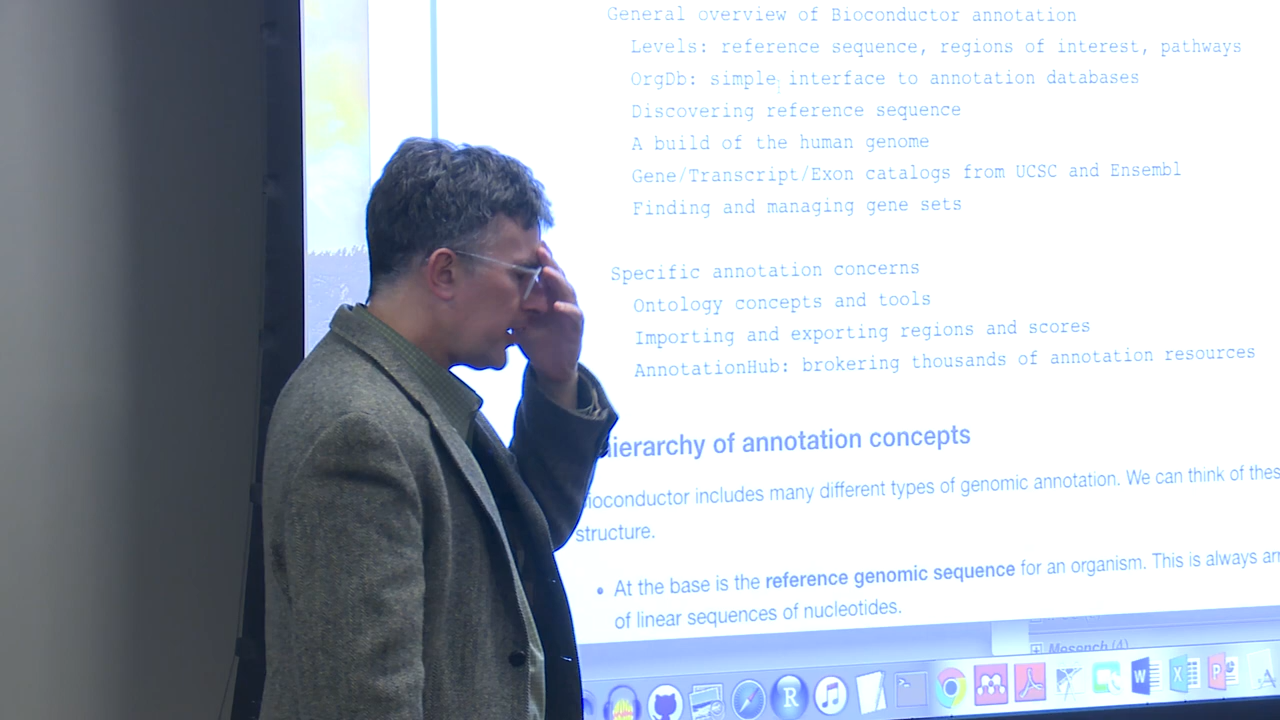 General overview of Bioconductor annotation
Levels: reference sequence, regions of interest, pathways
OrgDb: simple interface to annotation databases
Discovering reference sequence
A build of the human genome
Gene/Transcript/Exon catalogs from UCSC and Ensembl
Finding and managing gene sets
Specific annotation concerns
Ontology concepts and tools
Importing and exporting regions and scores
AnnotationHub: brokering thousands of annotation resources
ierarchy of annotation concepts
ioconductor includes many different types of genomic annotation. We can think of thes
structure.
• At the base is the reference genomic sequence for an organism. This is always arr
of linear sequences of nucleotides.
Mesench (4)
R
W
X
P